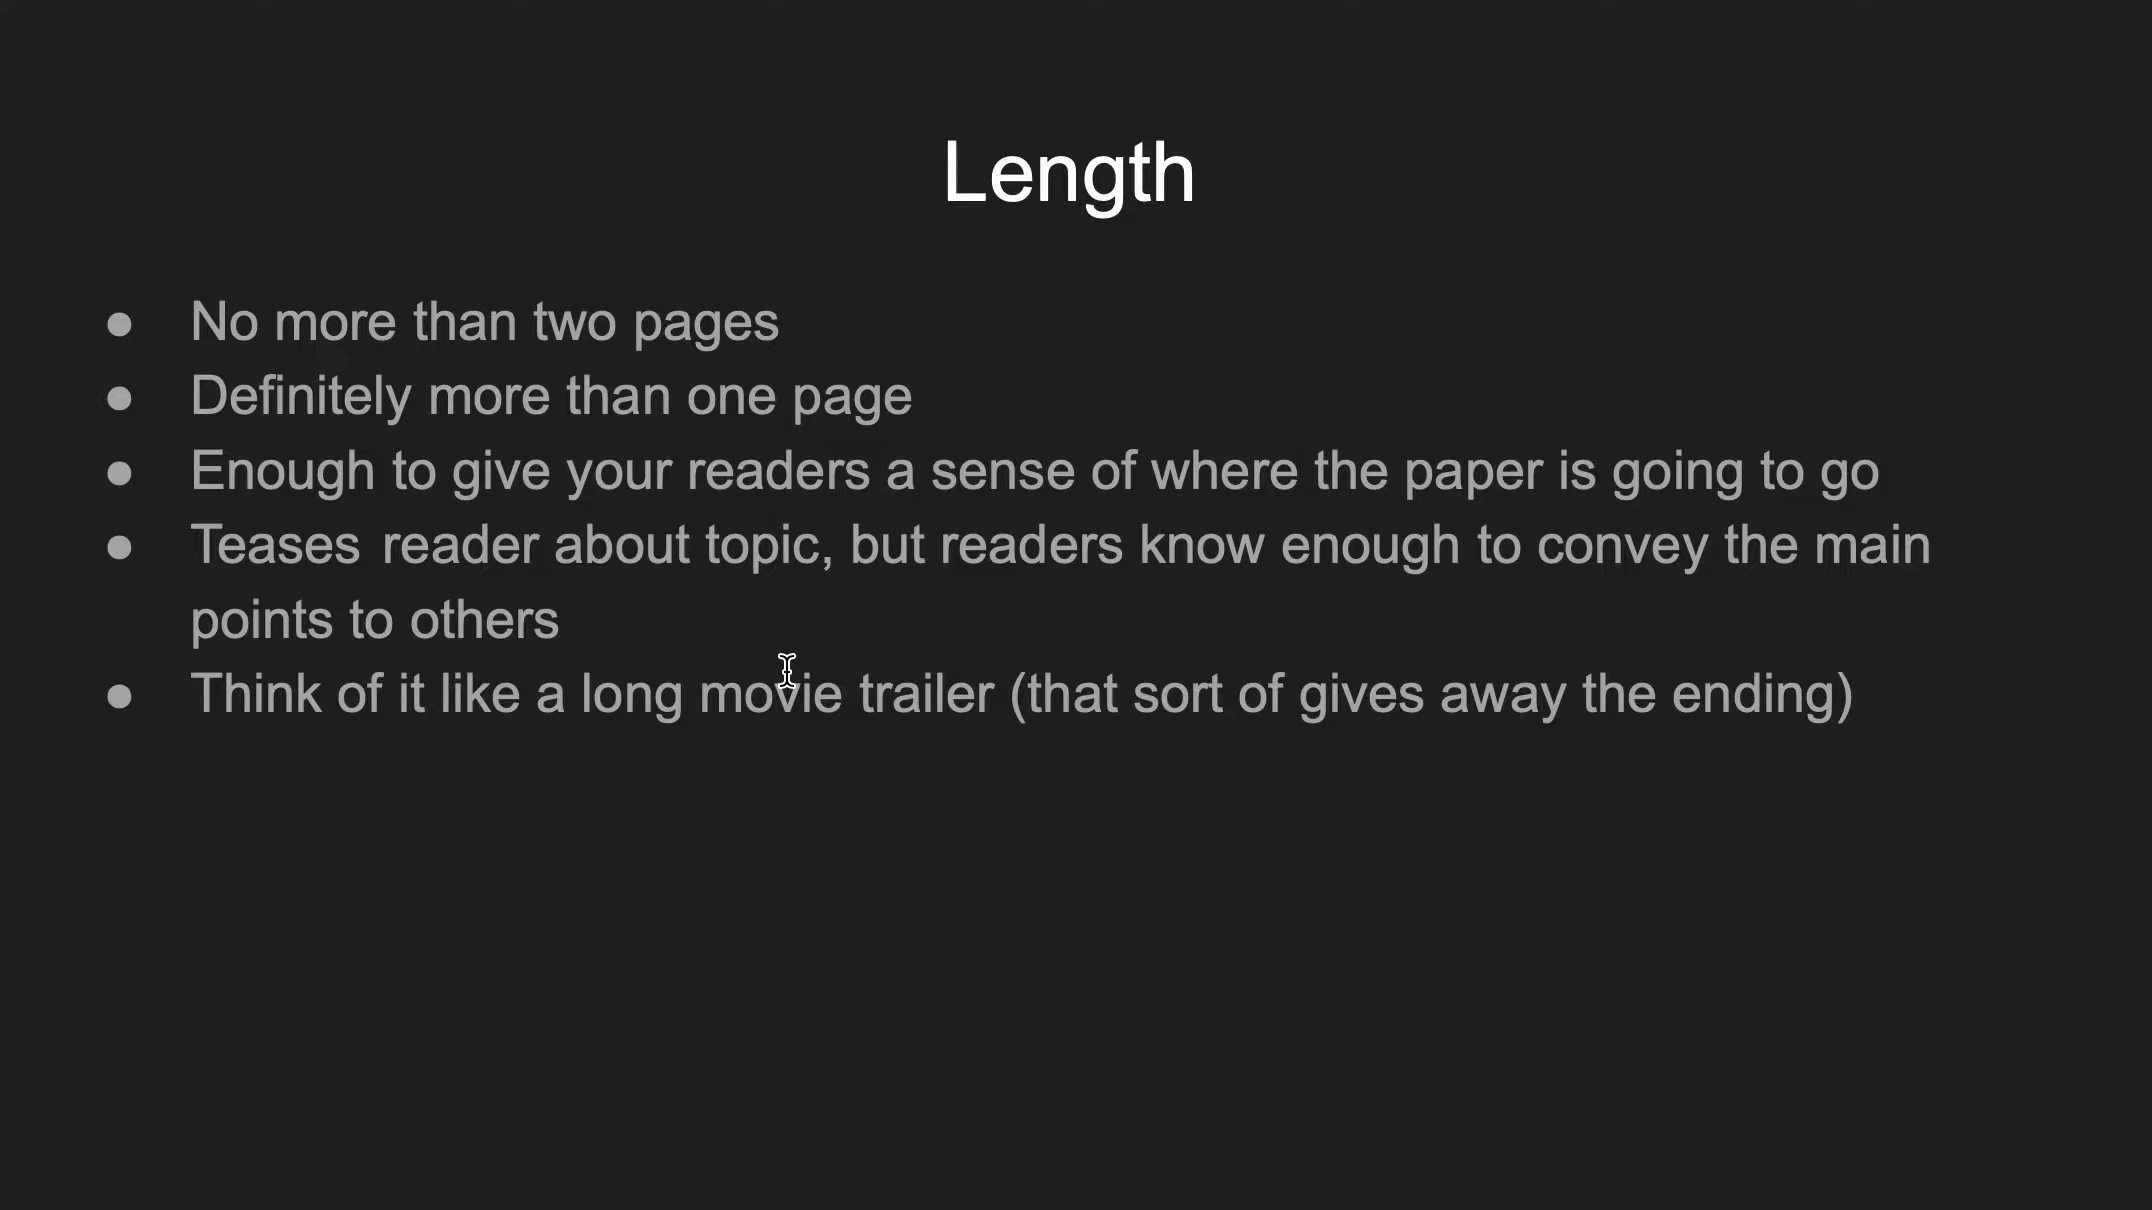 Length
● No more than two pages
● Definitely more than one page
● Enough to give your readers a sense of where the paper is going to go
● Teases reader about topic, but readers know enough to convey the main
points to others
● Think of it like a long movie trailer (that sort of gives away the ending)